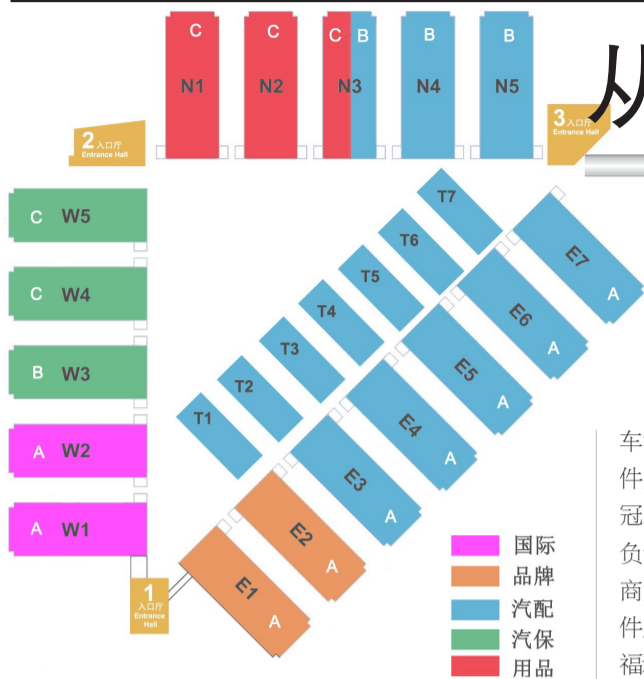 C
N1
C
N2
C B
N3
B
N4
B
N5
从
2 入口厅
Entrance Hall
3 入口厅
Entrance Hall
C W5
C W4
B W3
A W2
A W1
T7
T6
T5
T4
T3
T2
T1
E7
A
E6
A
E5
A
E4
A
E3
A
E2
A
E1
A
1
入口厅
Entrance
Hall
国际
品牌
汽配
汽保
用品
车
件
冠
负
商
件
福